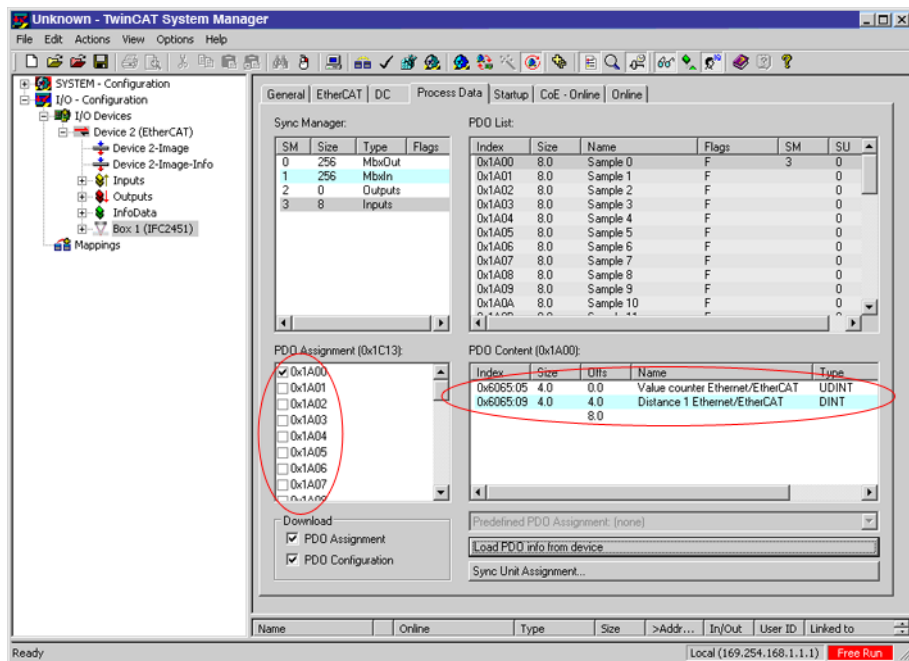 Unknown - TwinCAT System Manager
File Edit Actions View Options Help
SYSTEM - Configuration
I/O - Configuration
I/O Devices
Device 2 (EtherCAT)
Device 2-Image
Device 2-Image-Info
Inputs
Outputs
InfoData
Box 1 (IFC2451)
Mappings
General EtherCAT DC Process Data Startup CoE - Online Online
Sync Manager:
SM Size Type Flags
0 256 MbxOut
1 256 MbxIn
2 0 Outputs
3 8 Inputs
PDO List:
Index Size Name Flags SM SU
0x1A00 8.0 Sample 0 F 3 0
0x1A01 8.0 Sample 1 F 0
0x1A02 8.0 Sample 2 F 0
0x1A03 8.0 Sample 3 F 0
0x1A04 8.0 Sample 4 F 0
0x1A05 8.0 Sample 5 F 0
0x1A06 8.0 Sample 6 F 0
0x1A07 8.0 Sample 7 F 0
0x1A08 8.0 Sample 8 F 0
0x1A09 8.0 Sample 9 F 0
0x1A0A 8.0 Sample 10 F 0
PDO Assignment (0x1C13):
0x1A00
0x1A01
0x1A02
0x1A03
0x1A04
0x1A05
0x1A06
0x1A07
PDO Content (0x1A00):
Index Size Offs Name Type
0x6065:05 4.0 0.0 Value counter Ethernet/EtherCAT UDINT
0x6065:09 4.0 4.0 Distance 1 Ethernet/EtherCAT DINT
8.0
Download
PDO Assignment
PDO Configuration
Predefined PDO Assignment: (none)
Load PDO info from device
Sync Unit Assignment...
Name Online Type Size >Addr... In/Out User ID Linked to
Ready
Local (169.254.168.1.1.1) Free Run